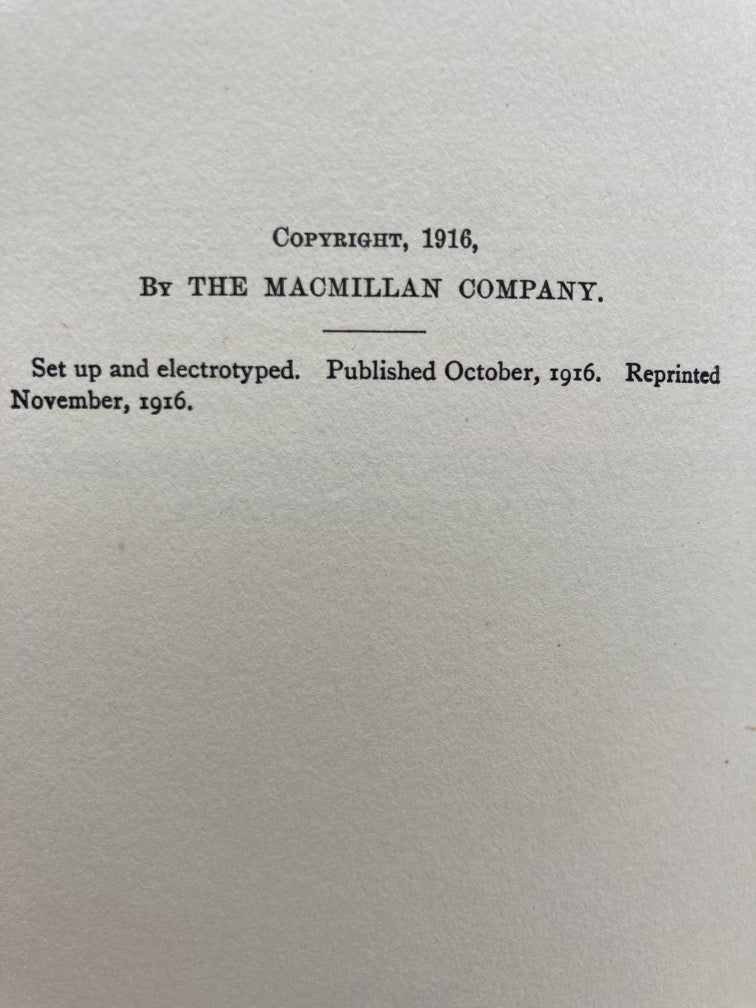 COPYRIGHT, 1916,
BY THE MACMILLAN COMPANY.
Set up and electrotyped. Published October, 1916. Reprinted
November, 1916.